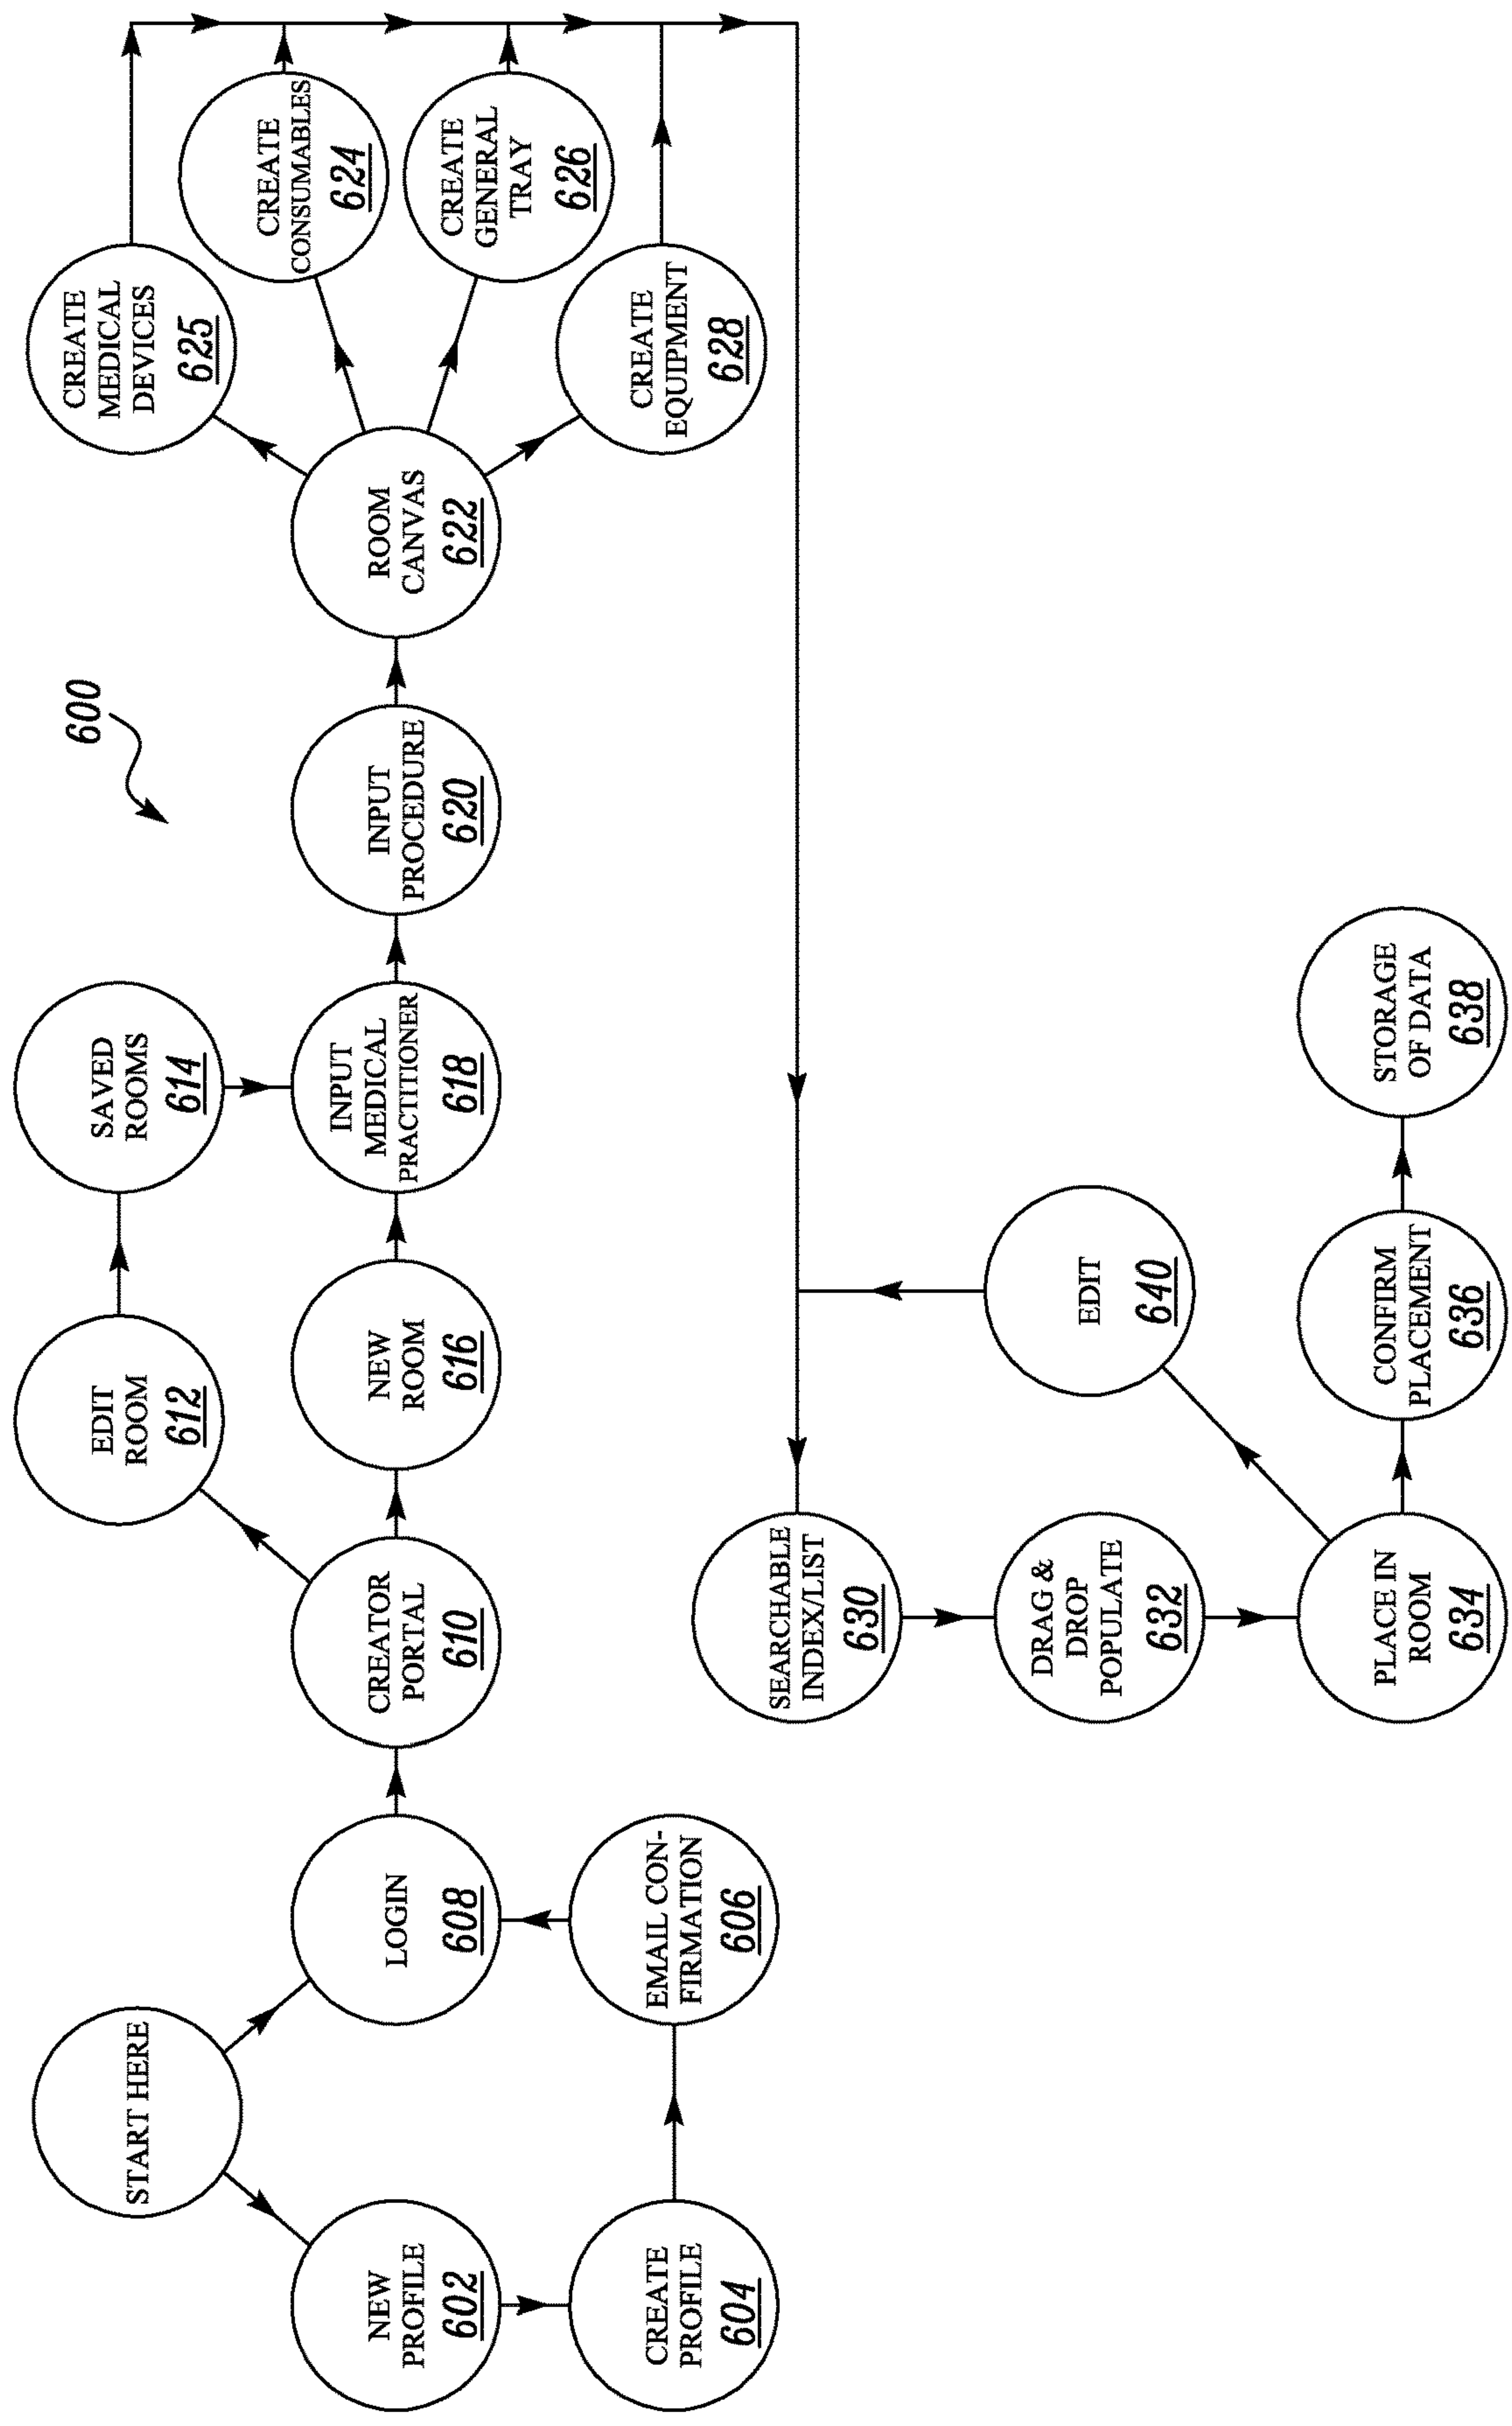 600
START HERE
NEW
PROFILE
602
CREATE
PROFILE
604
EMAIL CON-
FIRMATION
606
LOGIN
608
CREATOR
PORTAL
610
EDIT
ROOM
612
SAVED
ROOMS
614
NEW
ROOM
616
INPUT
MEDICAL
PRACTITIONER
618
INPUT
PROCEDURE
620
ROOM
CANVAS
622
CREATE
MEDICAL
DEVICES
625
CREATE
CONSUMABLES
624
CREATE
GENERAL
TRAY
626
CREATE
EQUIPMENT
628
SEARCHABLE
INDEX/LIST
630
DRAG &
DROP
POPULATE
632
PLACE IN
ROOM
634
EDIT
640
CONFIRM
PLACEMENT
636
STORAGE
OF DATA
638